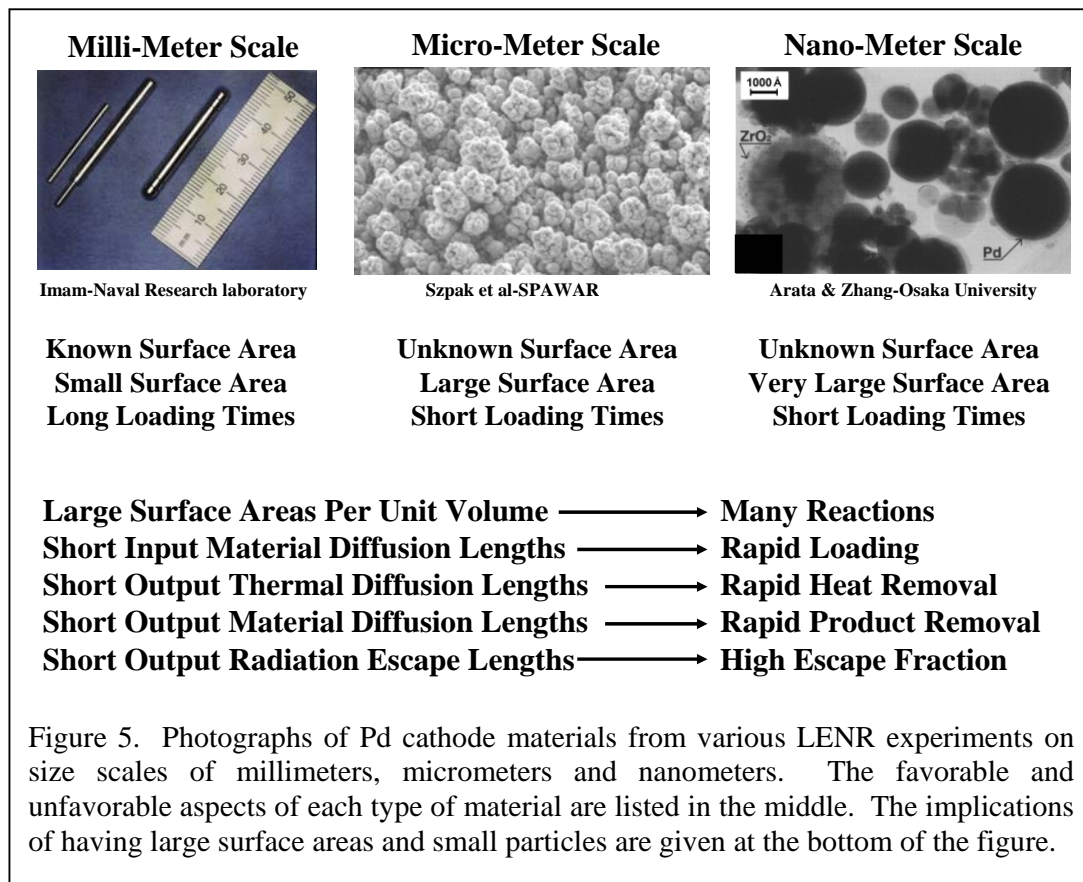 Milli-Meter Scale
Micro-Meter Scale
Nano-Meter Scale
50
40
30
20
10
1000 Å
ZrO₂
Pd
Imam-Naval Research laboratory
Szpak et al-SPAWAR
Arata & Zhang-Osaka University
Known Surface Area
Small Surface Area
Long Loading Times
Unknown Surface Area
Large Surface Area
Short Loading Times
Unknown Surface Area
Very Large Surface Area
Short Loading Times
Large Surface Areas Per Unit Volume → Many Reactions
Short Input Material Diffusion Lengths → Rapid Loading
Short Output Thermal Diffusion Lengths → Rapid Heat Removal
Short Output Material Diffusion Lengths → Rapid Product Removal
Short Output Radiation Escape Lengths → High Escape Fraction
Figure 5. Photographs of Pd cathode materials from various LENR experiments on
size scales of millimeters, micrometers and nanometers. The favorable and
unfavorable aspects of each type of material are listed in the middle. The implications
of having large surface areas and small particles are given at the bottom of the figure.